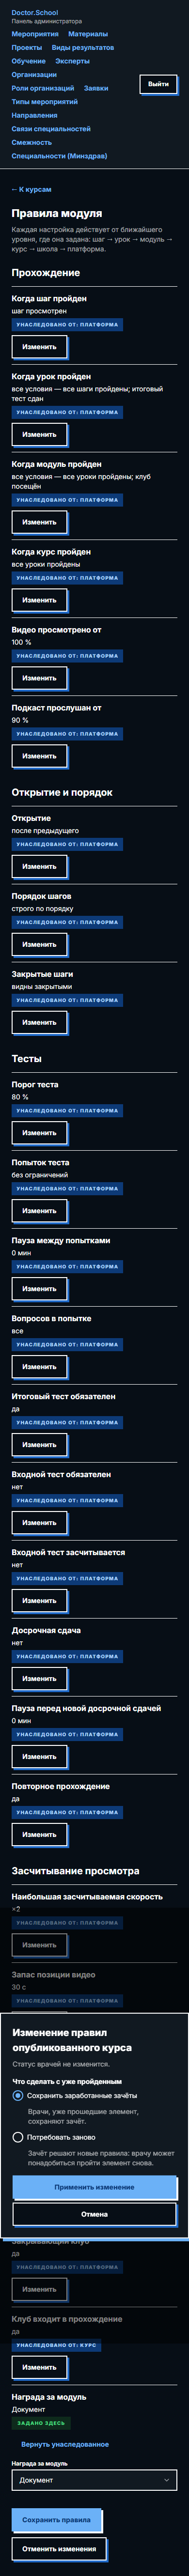 Doctor.School
Панель администратора
Мероприятия Материалы
Проекты Виды результатов
Обучение Эксперты
Организации
Роли организаций Заявки
Типы мероприятий
Направления
Связи специальностей
Смежность
Специальности (Минздрав)
Выйти
← К курсам
Правила модуля
Каждая настройка действует от ближайшего
уровня, где она задана: шаг → урок → модуль →
курс → школа → платформа.
Прохождение
Когда шаг пройден
шаг просмотрен
УНАСЛЕДОВАНО ОТ: ПЛАТФОРМА
Изменить
Когда урок пройден
все условия — все шаги пройдены; итоговый
тест сдан
УНАСЛЕДОВАНО ОТ: ПЛАТФОРМА
Изменить
Когда модуль пройден
все условия — все уроки пройдены; клуб
посещён
УНАСЛЕДОВАНО ОТ: ПЛАТФОРМА
Изменить
Когда курс пройден
все уроки пройдены
УНАСЛЕДОВАНО ОТ: ПЛАТФОРМА
Изменить
Видео просмотрено от
100 %
УНАСЛЕДОВАНО ОТ: ПЛАТФОРМА
Изменить
Подкаст прослушан от
90 %
УНАСЛЕДОВАНО ОТ: ПЛАТФОРМА
Изменить
Открытие и порядок
Открытие
после предыдущего
УНАСЛЕДОВАНО ОТ: ПЛАТФОРМА
Изменить
Порядок шагов
строго по порядку
УНАСЛЕДОВАНО ОТ: ПЛАТФОРМА
Изменить
Закрытые шаги
видны закрытыми
УНАСЛЕДОВАНО ОТ: ПЛАТФОРМА
Изменить
Тесты
Порог теста
80 %
УНАСЛЕДОВАНО ОТ: ПЛАТФОРМА
Изменить
Попыток теста
без ограничений
УНАСЛЕДОВАНО ОТ: ПЛАТФОРМА
Изменить
Пауза между попытками
0 мин
УНАСЛЕДОВАНО ОТ: ПЛАТФОРМА
Изменить
Вопросов в попытке
все
УНАСЛЕДОВАНО ОТ: ПЛАТФОРМА
Изменить
Итоговый тест обязателен
да
УНАСЛЕДОВАНО ОТ: ПЛАТФОРМА
Изменить
Входной тест обязателен
нет
УНАСЛЕДОВАНО ОТ: ПЛАТФОРМА
Изменить
Входной тест засчитывается
нет
УНАСЛЕДОВАНО ОТ: ПЛАТФОРМА
Изменить
Досрочная сдача
нет
УНАСЛЕДОВАНО ОТ: ПЛАТФОРМА
Изменить
Пауза перед новой досрочной сдачей
0 мин
УНАСЛЕДОВАНО ОТ: ПЛАТФОРМА
Изменить
Повторное прохождение
да
УНАСЛЕДОВАНО ОТ: ПЛАТФОРМА
Изменить
Засчитывание просмотра
Наибольшая засчитываемая скорость
×2
УНАСЛЕДОВАНО ОТ: ПЛАТФОРМА
Изменить
Запас позиции видео
30 с
УНАСЛЕДОВАНО ОТ: ПЛАТФОРМА
Изменение правил
опубликованного курса
Статус врачей не изменится.
Что сделать с уже пройденным
Сохранить заработанные зачёты
Врачи, уже прошедшие элемент,
сохраняют зачёт.
Потребовать заново
Зачёт решают новые правила: врачу может
понадобиться пройти элемент снова.
Применить изменение
Отмена
Закрывающий клуб
да
УНАСЛЕДОВАНО ОТ: ПЛАТФОРМА
Изменить
Клуб входит в прохождение
да
УНАСЛЕДОВАНО ОТ: КУРС
Изменить
Награда за модуль
Документ
ЗАДАНО ЗДЕСЬ
Вернуть унаследованное
Награда за модуль
Документ
Сохранить правила
Отменить изменения